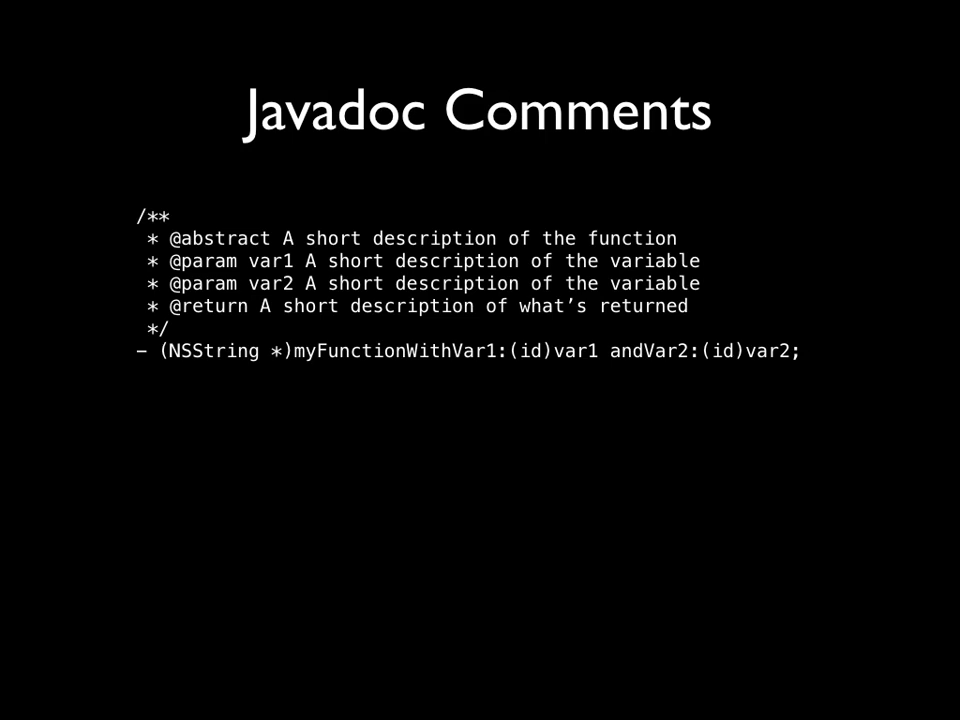 Javadoc Comments
/**
 * @abstract A short description of the function
 * @param var1 A short description of the variable
 * @param var2 A short description of the variable
 * @return A short description of what’s returned
 */
- (NSString *)myFunctionWithVar1:(id)var1 andVar2:(id)var2;